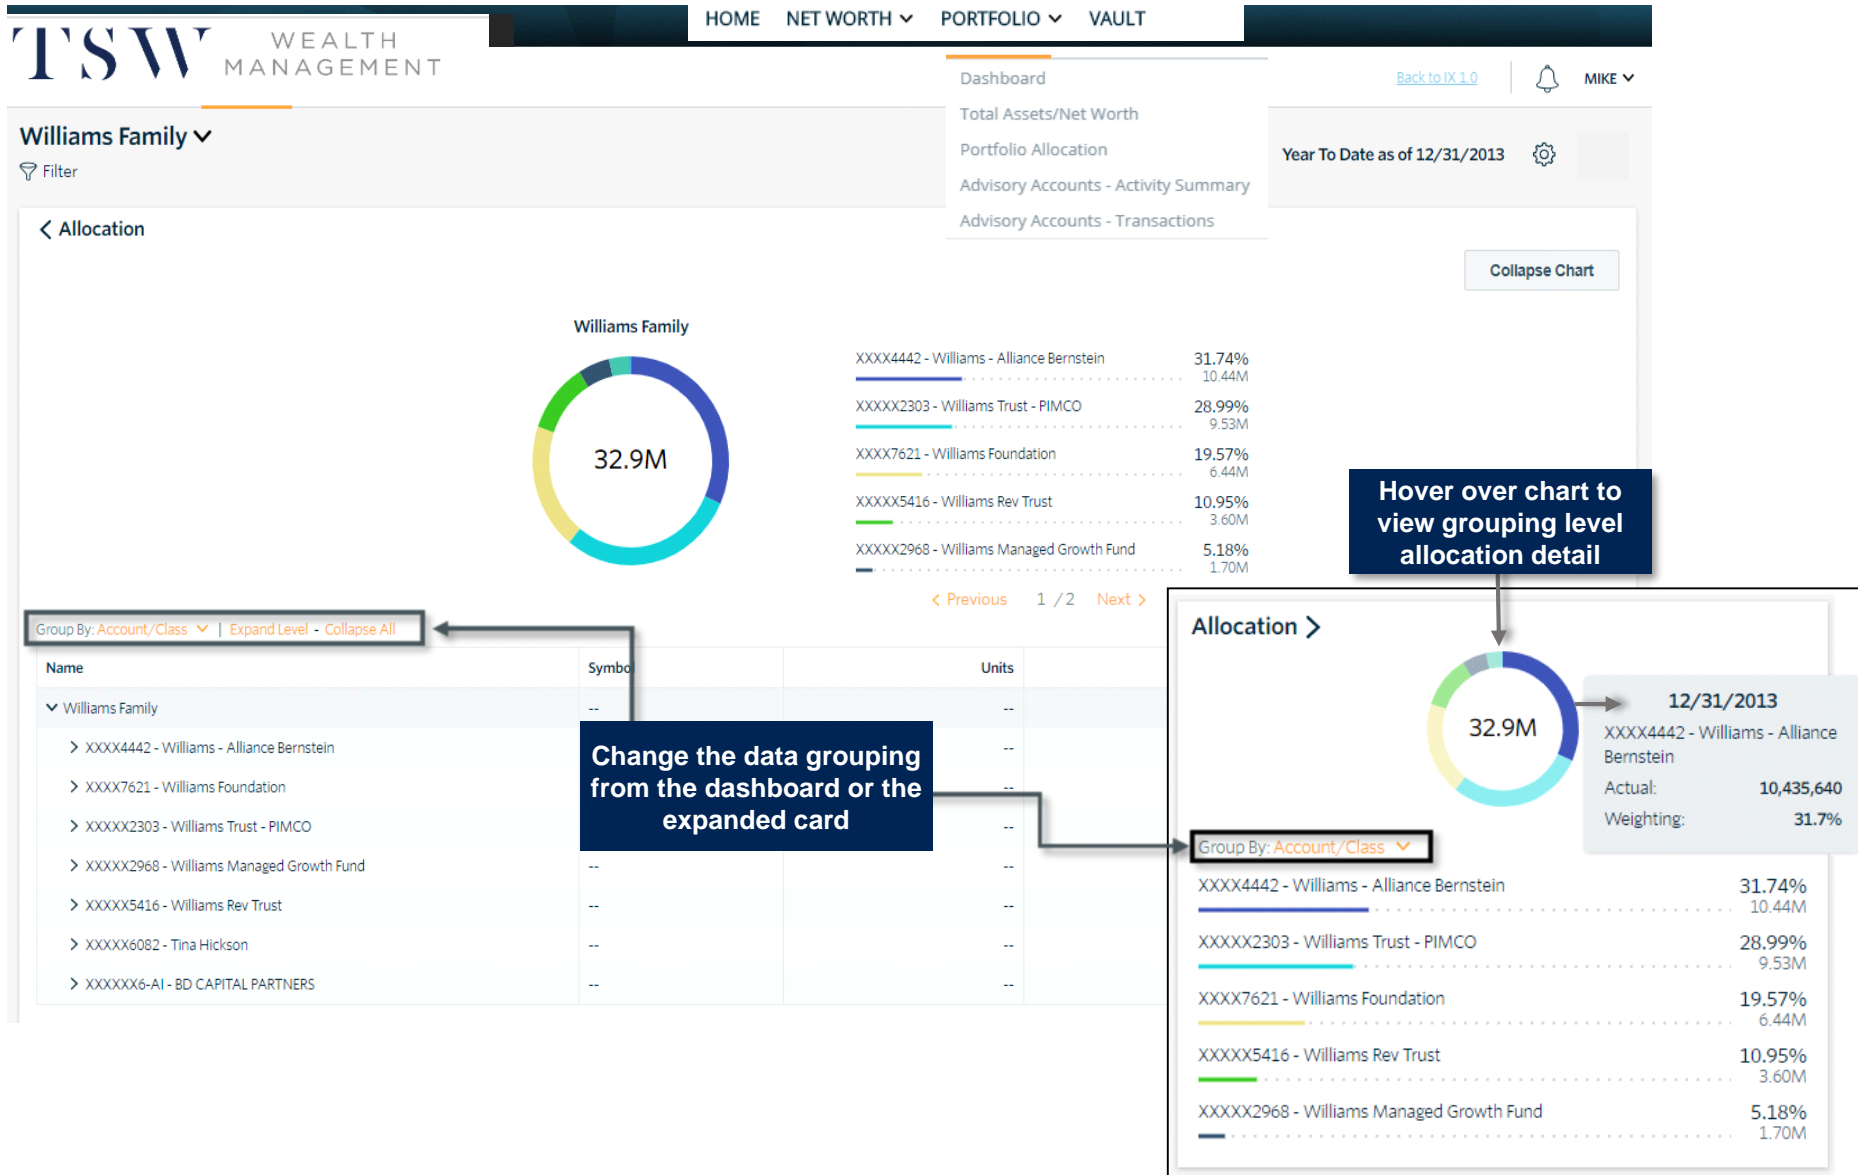 HOME NET WORTH PORTFOLIO VAULT
TSW WEALTH
MANAGEMENT
Dashboard
Total Assets/Net Worth
Portfolio Allocation
Advisory Accounts - Activity Summary
Advisory Accounts - Transactions
Back to IX 1.0
MIKE
Williams Family
Filter
Year To Date as of 12/31/2013
Allocation
Collapse Chart
Williams Family
32.9M
XXXX4442 - Williams - Alliance Bernstein 31.74%
10.44M
XXXXX2303 - Williams Trust - PIMCO 28.99%
9.53M
XXXX7621 - Williams Foundation 19.57%
6.44M
XXXXX5416 - Williams Rev Trust 10.95%
3.60M
XXXXX2968 - Williams Managed Growth Fund 5.18%
1.70M
Previous 1 / 2 Next
Group By: Account/Class | Expand Level - Collapse All
Name Symbol Units
Williams Family -- --
XXXX4442 - Williams - Alliance Bernstein --
XXXX7621 - Williams Foundation --
XXXXX2303 - Williams Trust - PIMCO --
XXXXX2968 - Williams Managed Growth Fund -- --
XXXXX5416 - Williams Rev Trust -- --
XXXXX6082 - Tina Hickson -- --
XXXXXX6-AI - BD CAPITAL PARTNERS -- --
Change the data grouping
from the dashboard or the
expanded card
Hover over chart to
view grouping level
allocation detail
Allocation
32.9M
12/31/2013
XXXX4442 - Williams - Alliance
Bernstein
Actual: 10,435,640
Weighting: 31.7%
Group By: Account/Class
XXXX4442 - Williams - Alliance Bernstein 31.74%
10.44M
XXXXX2303 - Williams Trust - PIMCO 28.99%
9.53M
XXXX7621 - Williams Foundation 19.57%
6.44M
XXXXX5416 - Williams Rev Trust 10.95%
3.60M
XXXXX2968 - Williams Managed Growth Fund 5.18%
1.70M